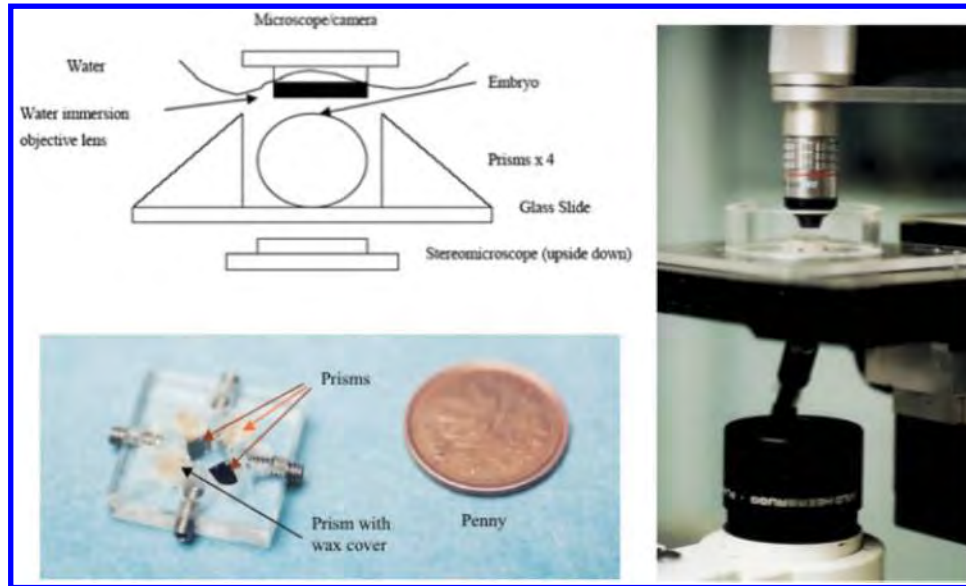 Microscope/camera
Water
Embryo
Water immersion
objective lens
Prisms x 4
Glass Slide
Stereomicroscope (upside down)
Prisms
Prism with
wax cover
Penny